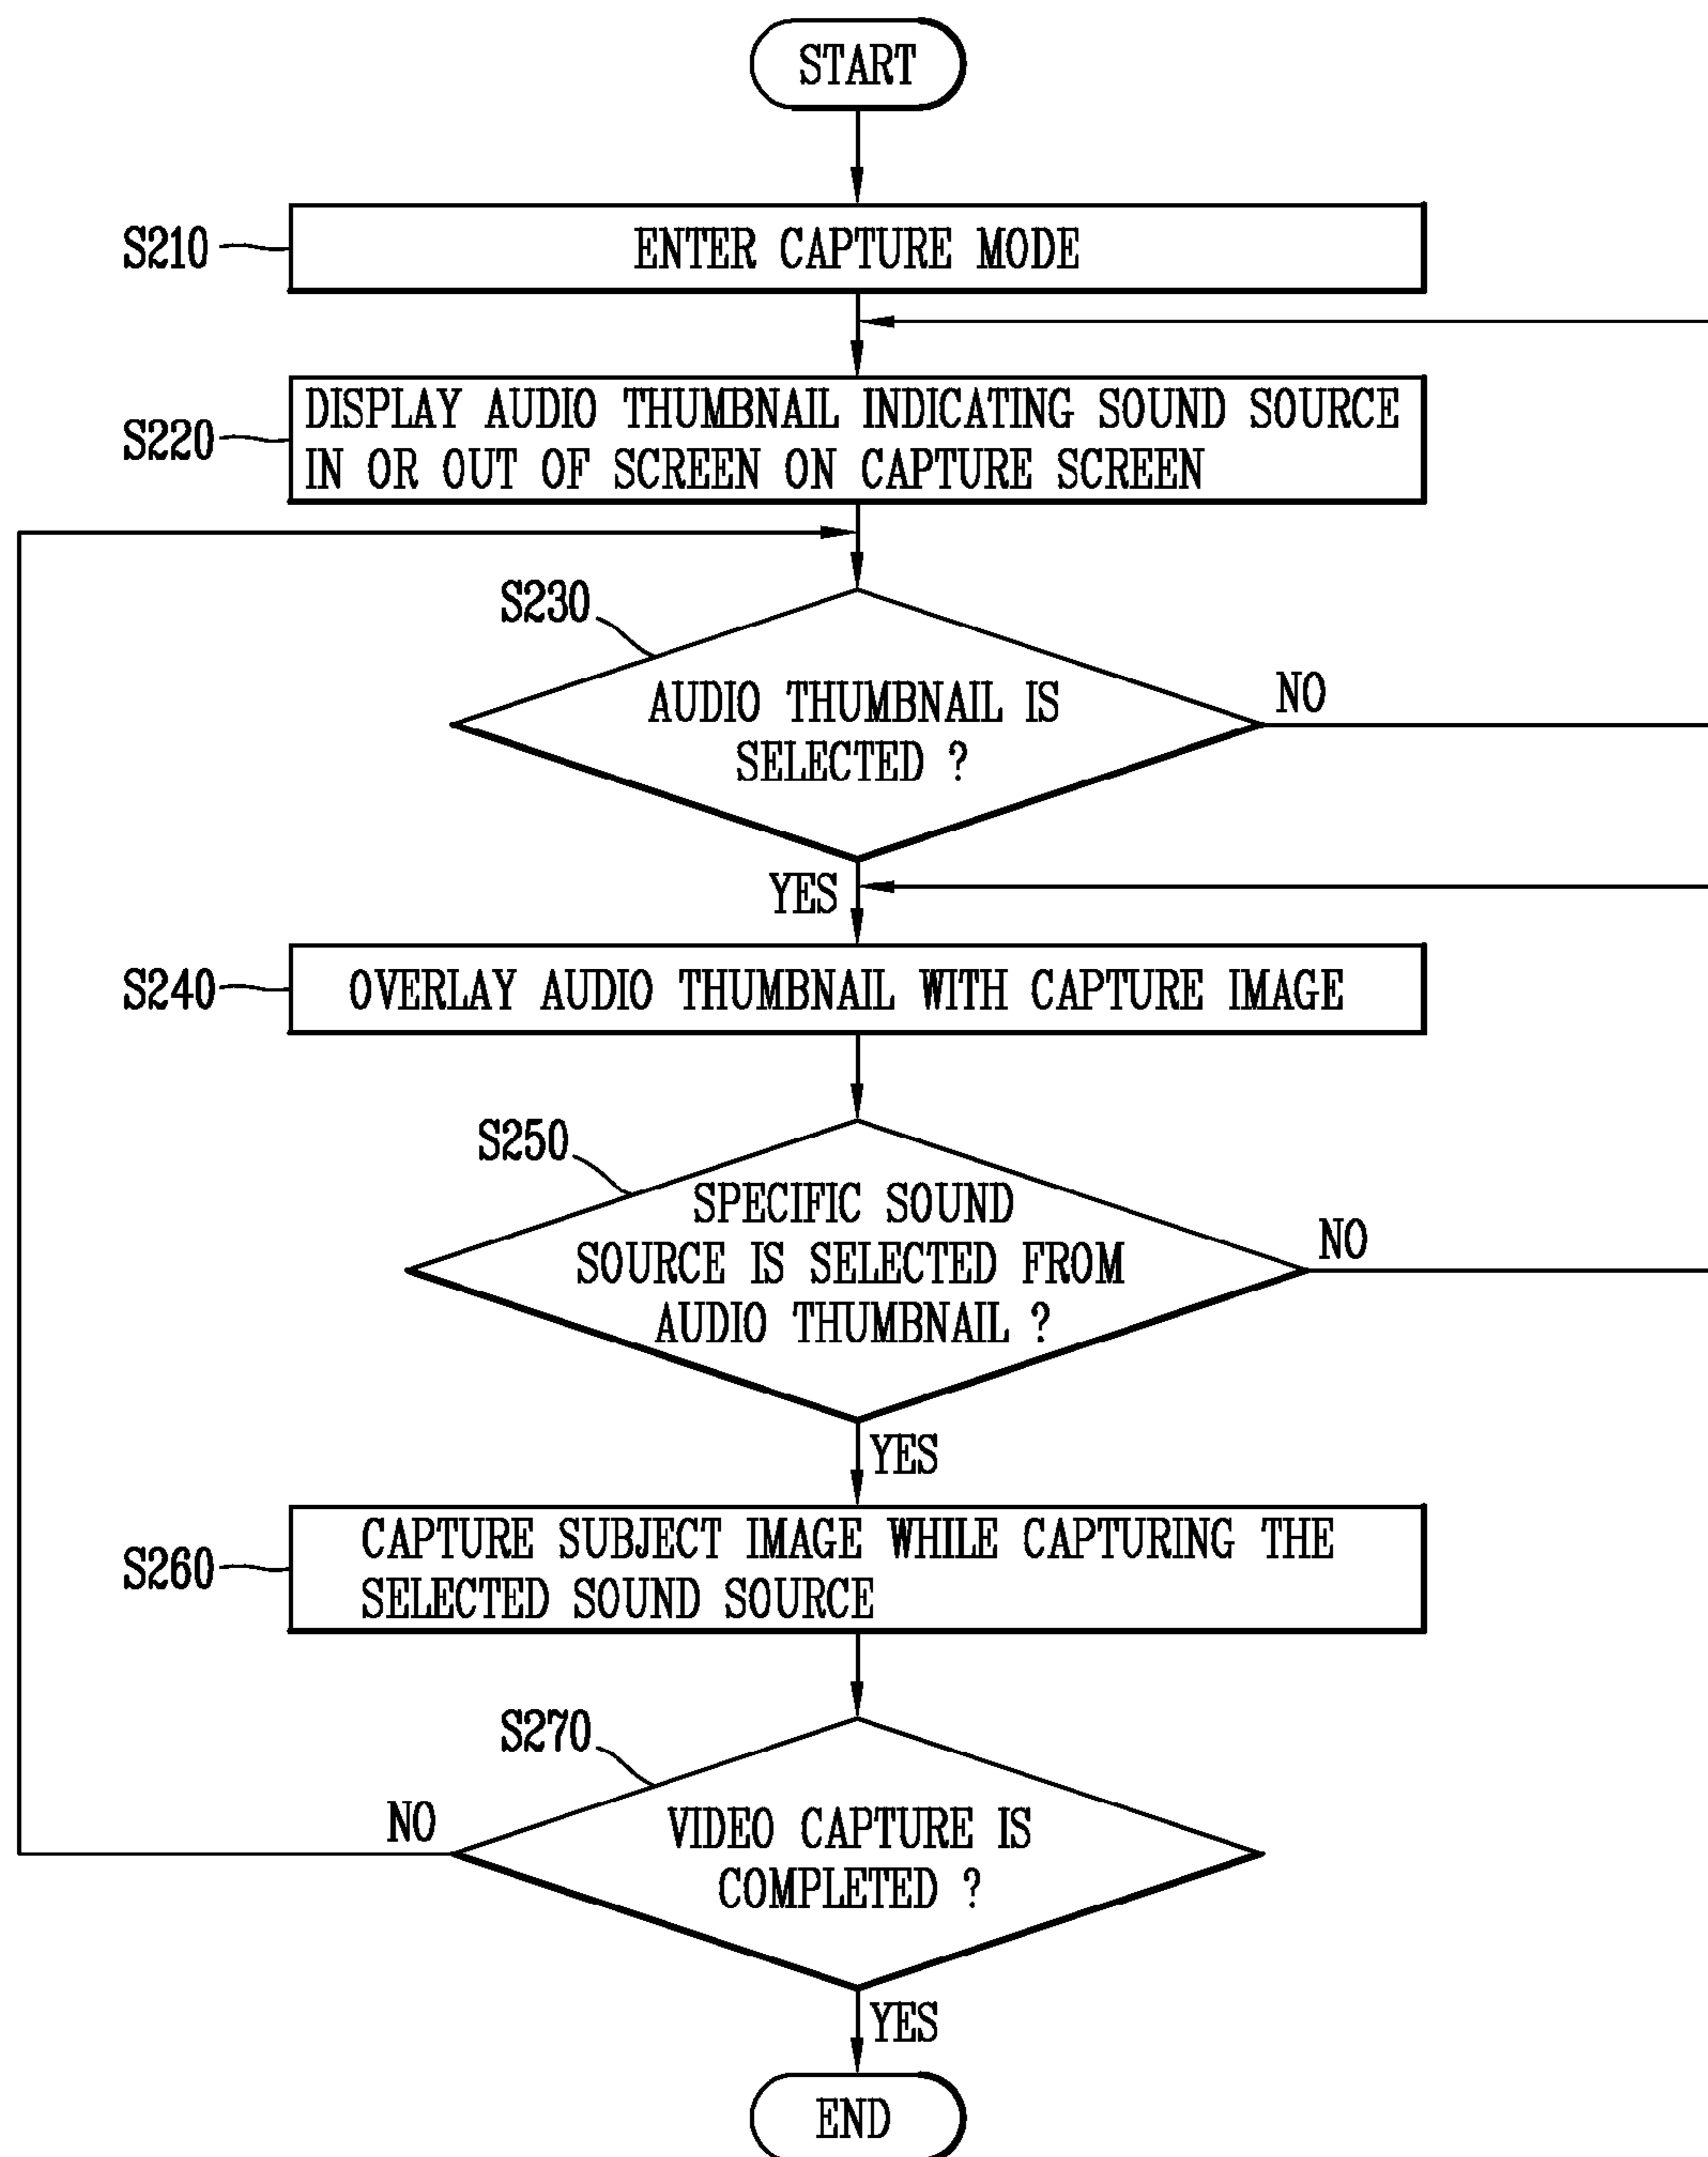 START
S210
ENTER CAPTURE MODE
S220
DISPLAY AUDIO THUMBNAIL INDICATING SOUND SOURCE
IN OR OUT OF SCREEN ON CAPTURE SCREEN
S230
AUDIO THUMBNAIL IS
SELECTED ?
NO
YES
S240
OVERLAY AUDIO THUMBNAIL WITH CAPTURE IMAGE
S250
SPECIFIC SOUND
SOURCE IS SELECTED FROM
AUDIO THUMBNAIL ?
NO
YES
S260
CAPTURE SUBJECT IMAGE WHILE CAPTURING THE
SELECTED SOUND SOURCE
S270
NO
VIDEO CAPTURE IS
COMPLETED ?
YES
END